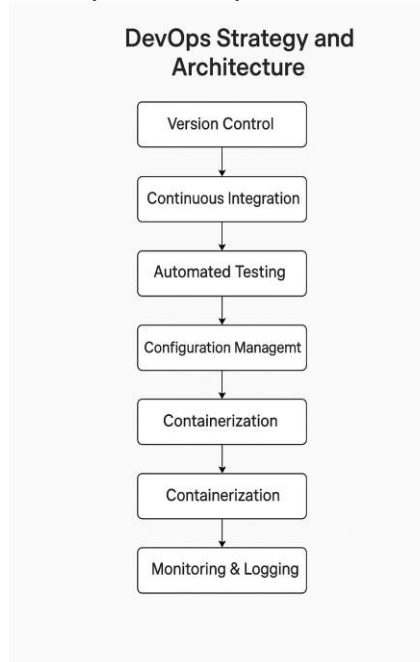 DevOps Strategy and
Architecture
Version Control
Continuous Integration
Automated Testing
Configuration Managemt
Containerization
Containerization
Monitoring & Logging